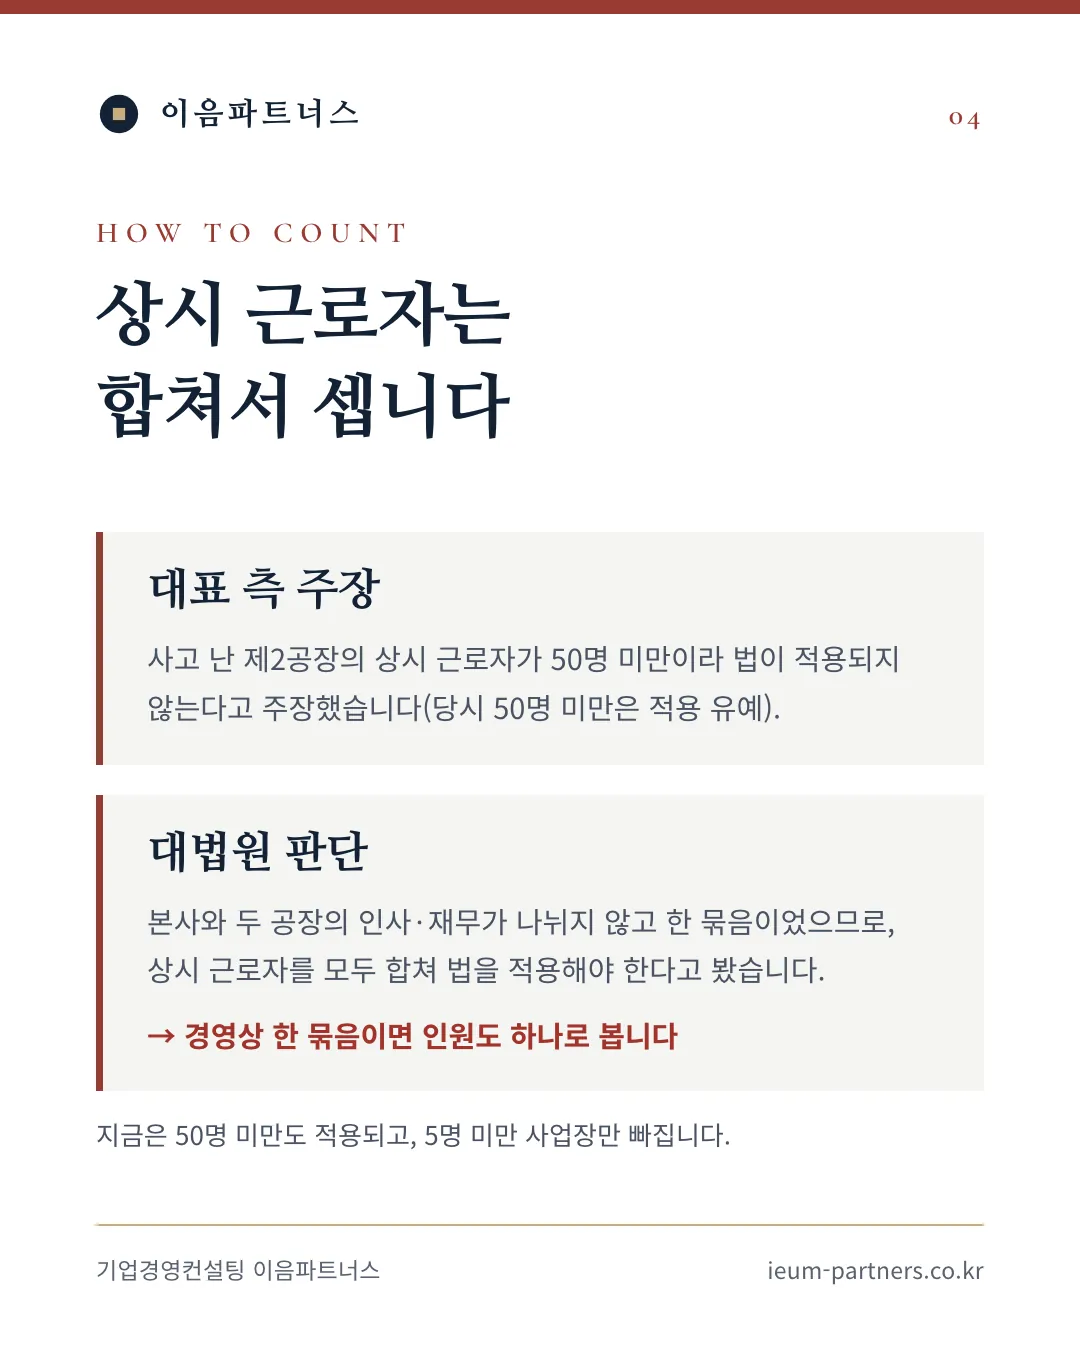 이음파트너스
04
HOW TO COUNT
상시 근로자는
합쳐서 셉니다
대표 측 주장
사고 난 제2공장의 상시 근로자가 50명 미만이라 법이 적용되지
않는다고 주장했습니다(당시 50명 미만은 적용 유예).
대법원 판단
본사와 두 공장의 인사·재무가 나뉘지 않고 한 묶음이었으므로,
상시 근로자를 모두 합쳐 법을 적용해야 한다고 봤습니다.
→ 경영상 한 묶음이면 인원도 하나로 봅니다
지금은 50명 미만도 적용되고, 5명 미만 사업장만 빠집니다.
기업경영컨설팅 이음파트너스
ieum-partners.co.kr